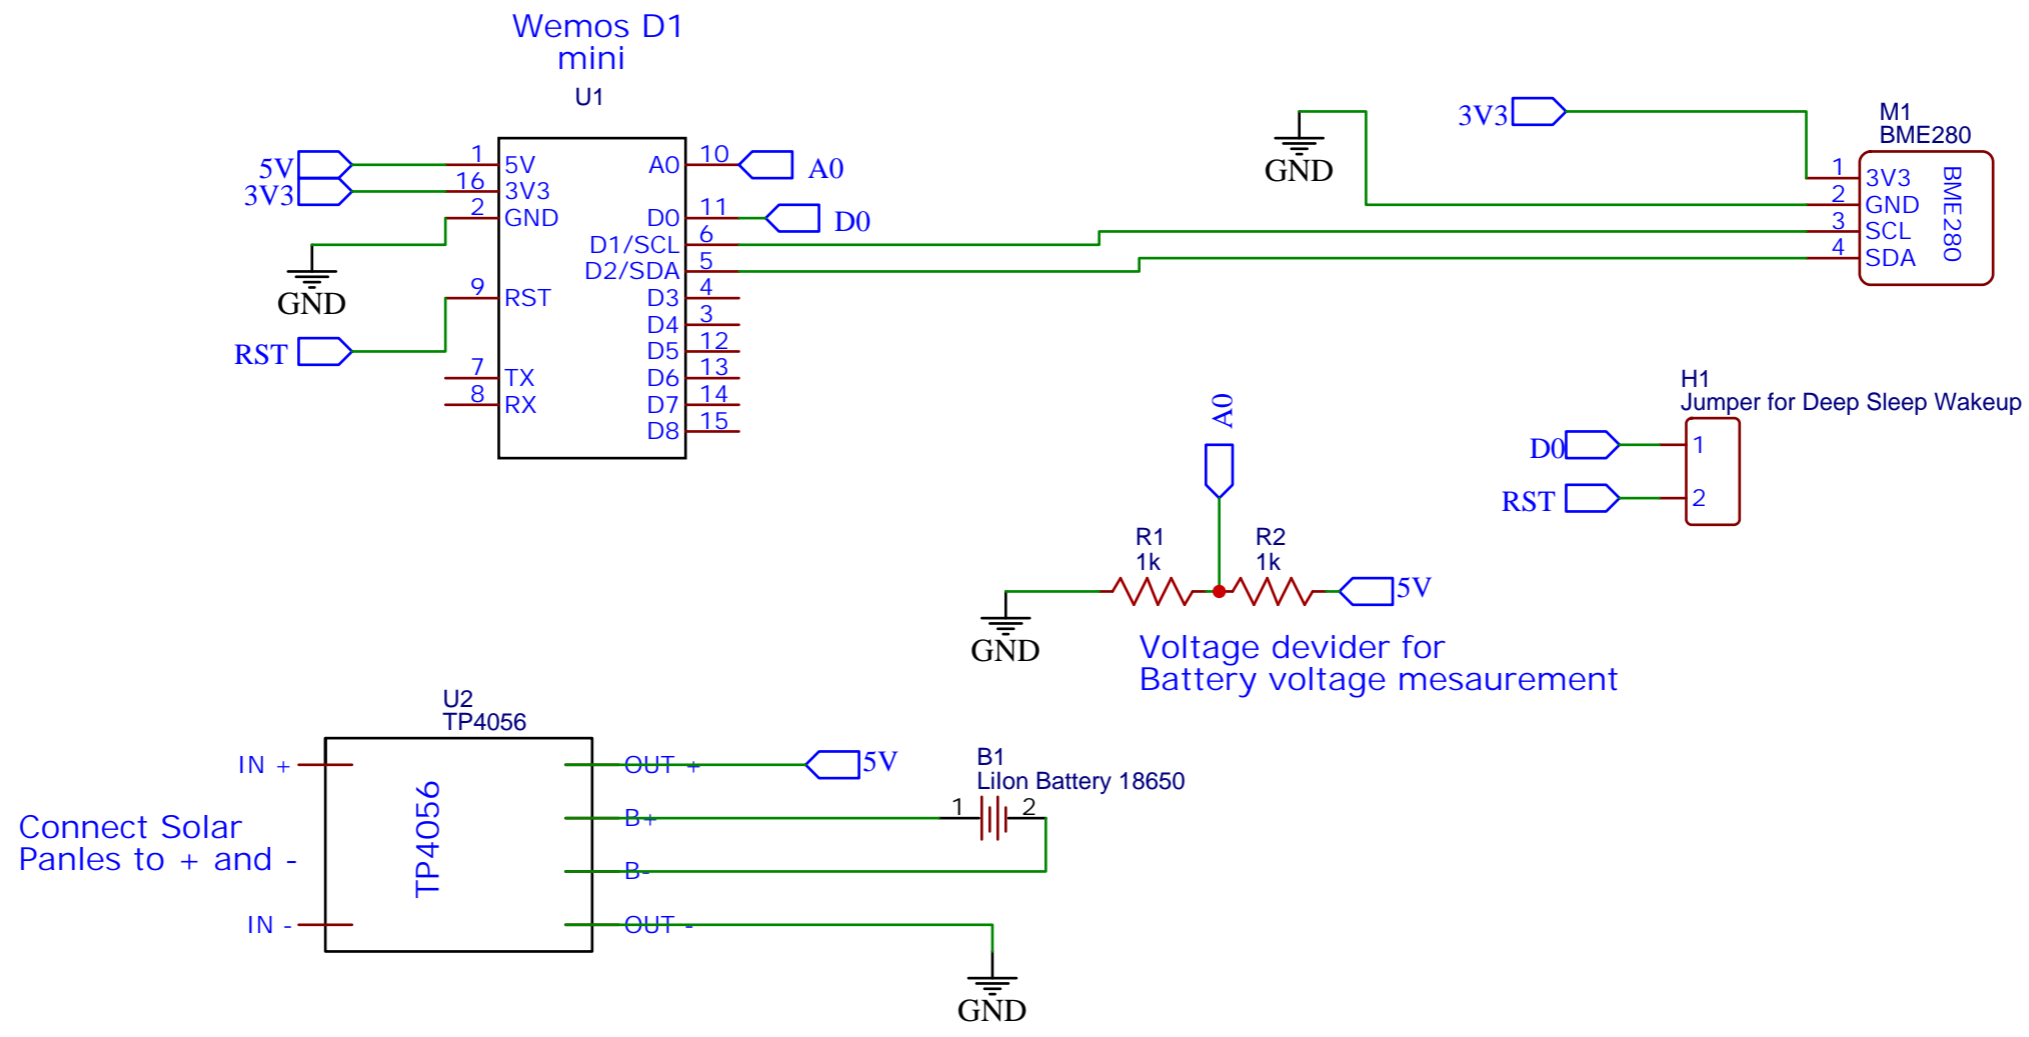 Wemos D1
mini
U1
5V
3V3
GND
RST
1
16
2
9
7
8
5V
3V3
GND
RST
TX
RX
A0
D0
D1/SCL
D2/SDA
D3
D4
D5
D6
D7
D8
10
11
6
5
4
3
12
13
14
15
A0
D0
GND
3V3
M1
BME280
1
2
3
4
3V3
GND
SCL
SDA
BME280
H1
Jumper for Deep Sleep Wakeup
D0
RST
1
2
A0
R1
1k
R2
1k
5V
GND
Voltage devider for
Battery voltage mesaurement
U2
TP4056
IN +
IN -
TP4056
OUT +
B+
B-
OUT -
5V
B1
LiIon Battery 18650
1
2
GND
Connect Solar
Panles to + and -